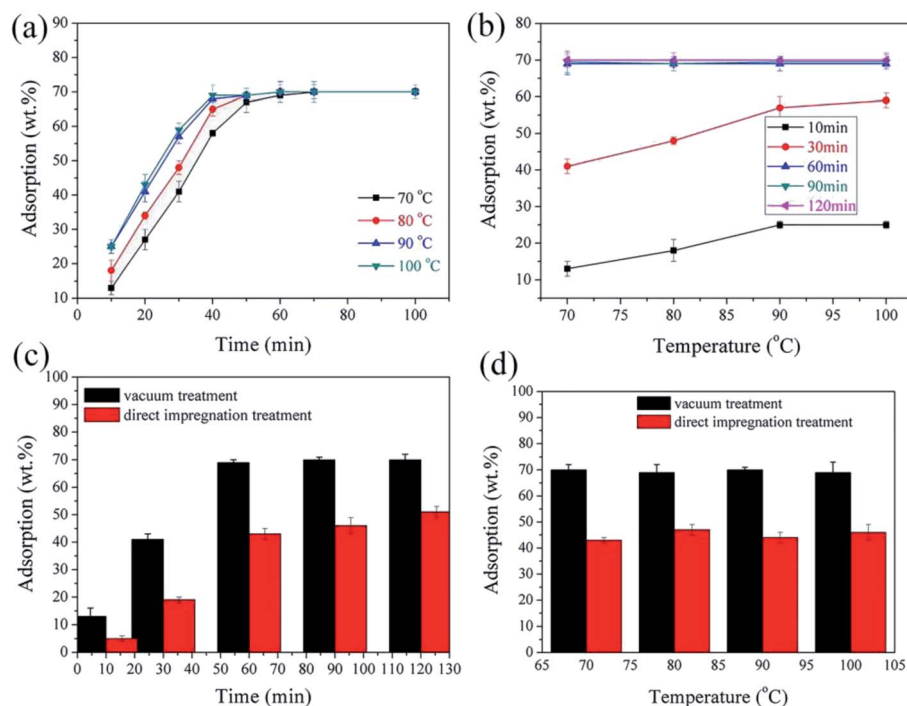 (a)
90
80
70
60
50
40
30
20
10
Adsorption (wt.%)
70 °C
80 °C
90 °C
100 °C
0 20 40 60 80 100
Time (min)
(b)
80
70
60
50
40
30
20
10
Adsorption (wt.%)
10min
30min
60min
90min
120min
70 75 80 85 90 95 100
Temperature (°C)
(c)
100
90
80
70
60
50
40
30
20
10
0
Adsorption (wt.%)
vacuum treatment
direct impregnation treatment
0 10 20 30 40 50 60 70 80 90 100 110 120 130
Time (min)
(d)
100
90
80
70
60
50
40
30
20
10
0
Adsorption (wt.%)
vacuum treatment
direct impregnation treatment
65 70 75 80 85 90 95 100 105
Temperature (°C)